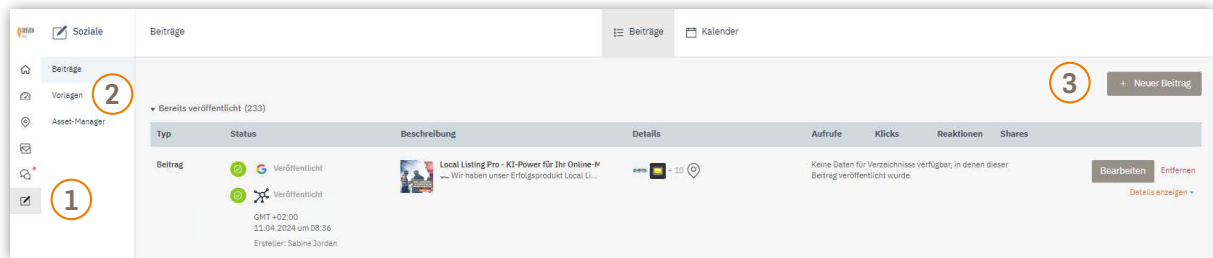 Soziale
Beiträge
Beiträge
Kalender
Beiträge
Vorlagen
Asset-Manager
1
2
3
+ Neuer Beitrag
Bereits veröffentlicht (233)
Typ Status Beschreibung Details Aufrufe Klicks Reaktionen Shares
Beitrag
Veröffentlicht
Veröffentlicht
GMT +02:00
11.04.2024 um 08:36
Ersteller: Sabine Jordan
Local Listing Pro - KI-Power für Ihr Online-M
Wir haben unser Erfolgsprodukt Local Li...
+ 10
Keine Daten für Verzeichnisse verfügbar, in denen dieser
Beitrag veröffentlicht wurde.
Bearbeiten Entfernen
Details anzeigen